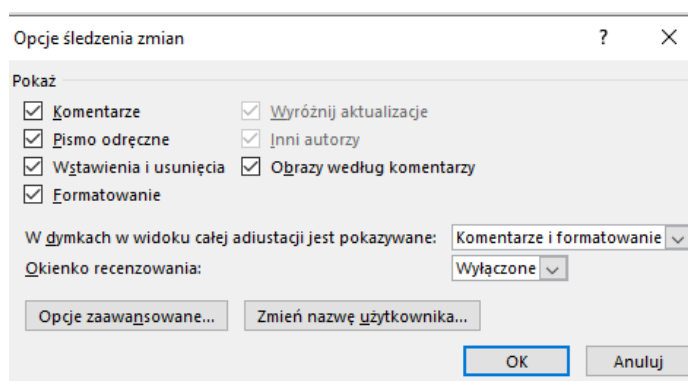 Opcje śledzenia zmian ?
Pokaż
Komentarze Wyróżnij aktualizacje
Pismo odręczne Inni autorzy
Wstawienia i usunięcia Obrazy według komentarzy
Formatowanie
W dymkach w widoku całej adiustacji jest pokazywane: Komentarze i formatowanie
Okienko recenzowania: Wyłączone
Opcje zaawansowane... Zmień nazwę użytkownika...
OK Anuluj